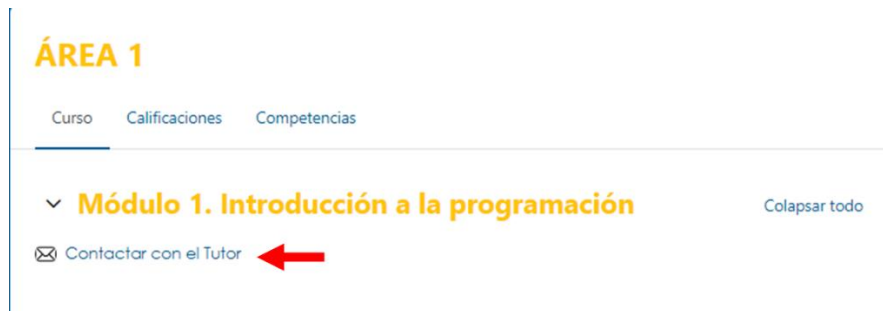 ÁREA 1
Curso Calificaciones Competencias
Módulo 1. Introducción a la programación Colapsar todo
Contactar con el Tutor